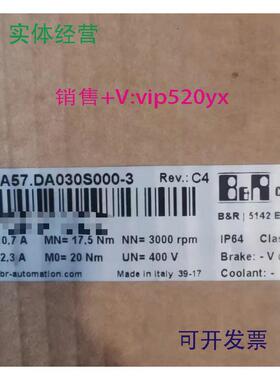 实体经营
销售+V:vip520yx
A57.DA030S000-3 Rev.: C4
B&R
B&R | 5142 E
0,7 A MN= 17,5 Nm NN= 3000 rpm IP64 Clas
2,3 A M0= 20 Nm UN= 400 V Brake: - V
br-automation.com Made in Italy 39-17 Coolant: -
可开发票